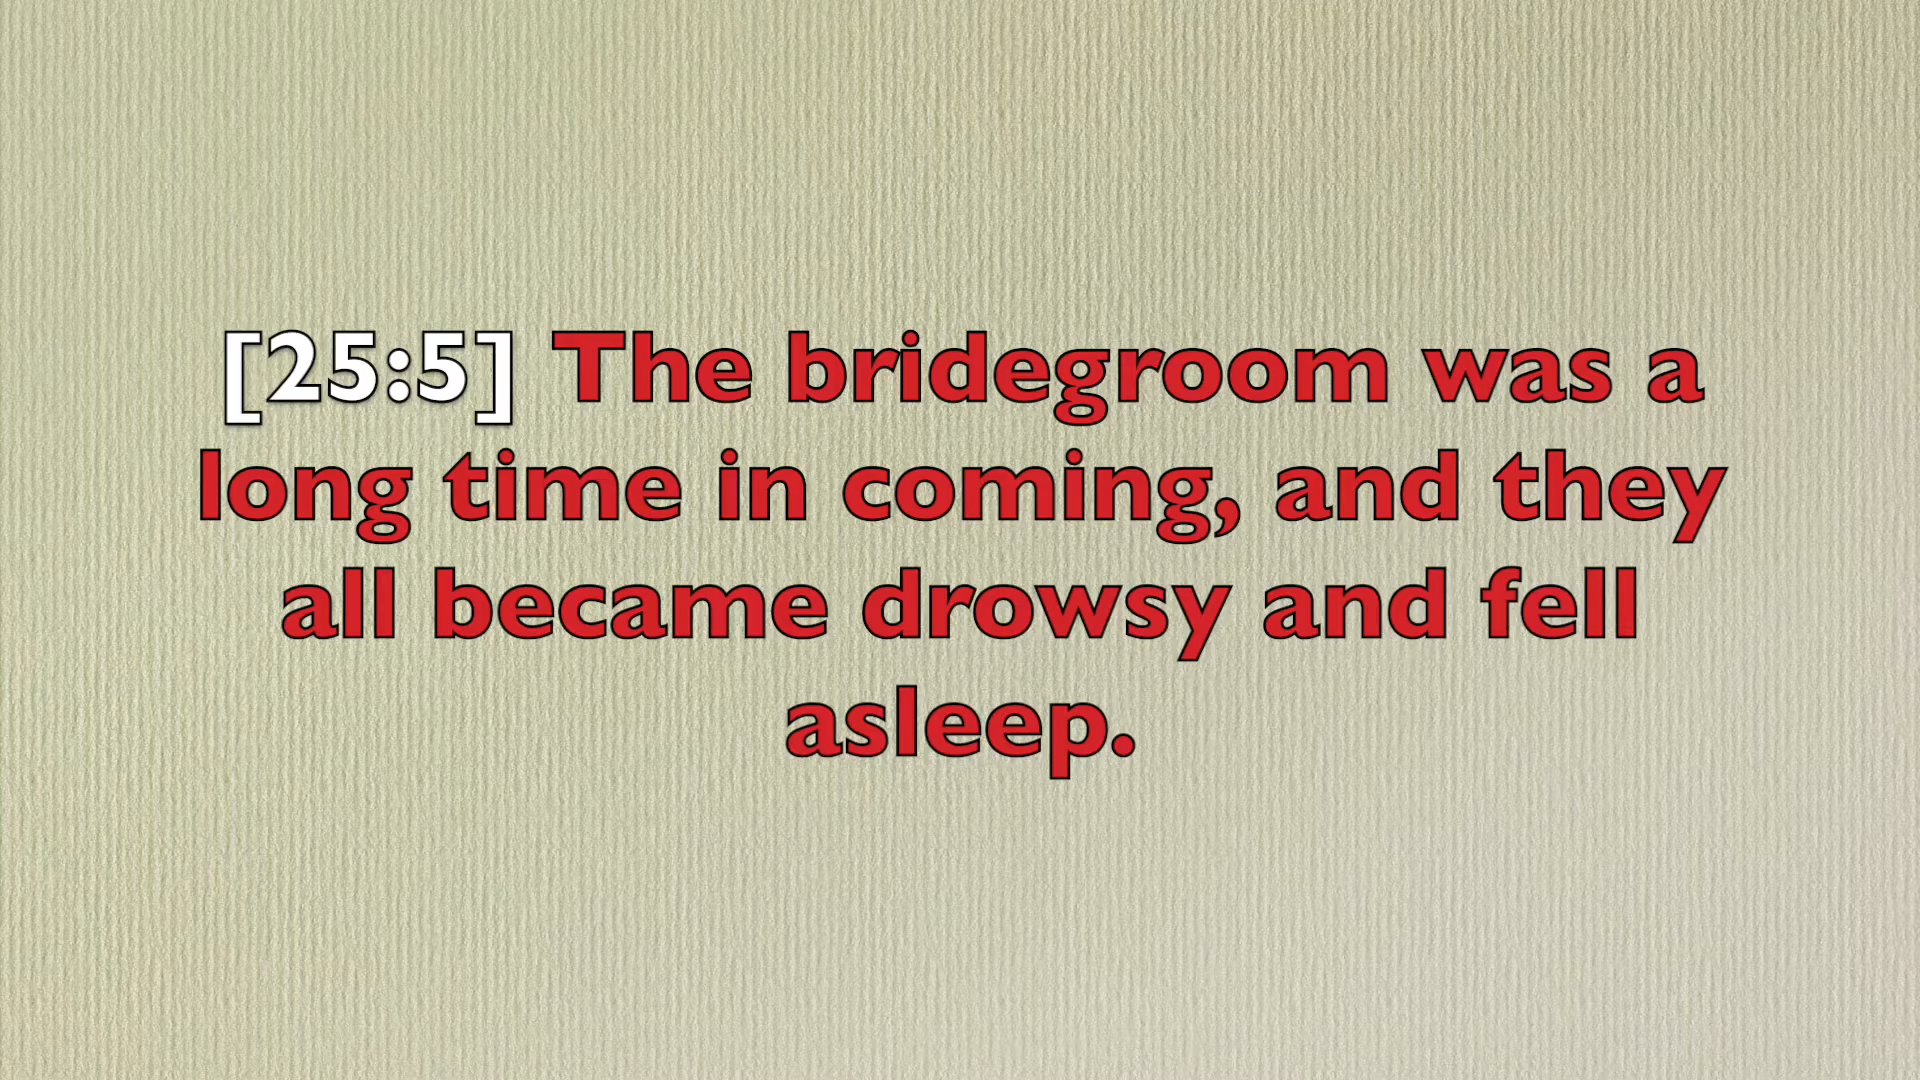 [25:5] The bridegroom was a
long time in coming, and they
all became drowsy and fell
asleep.